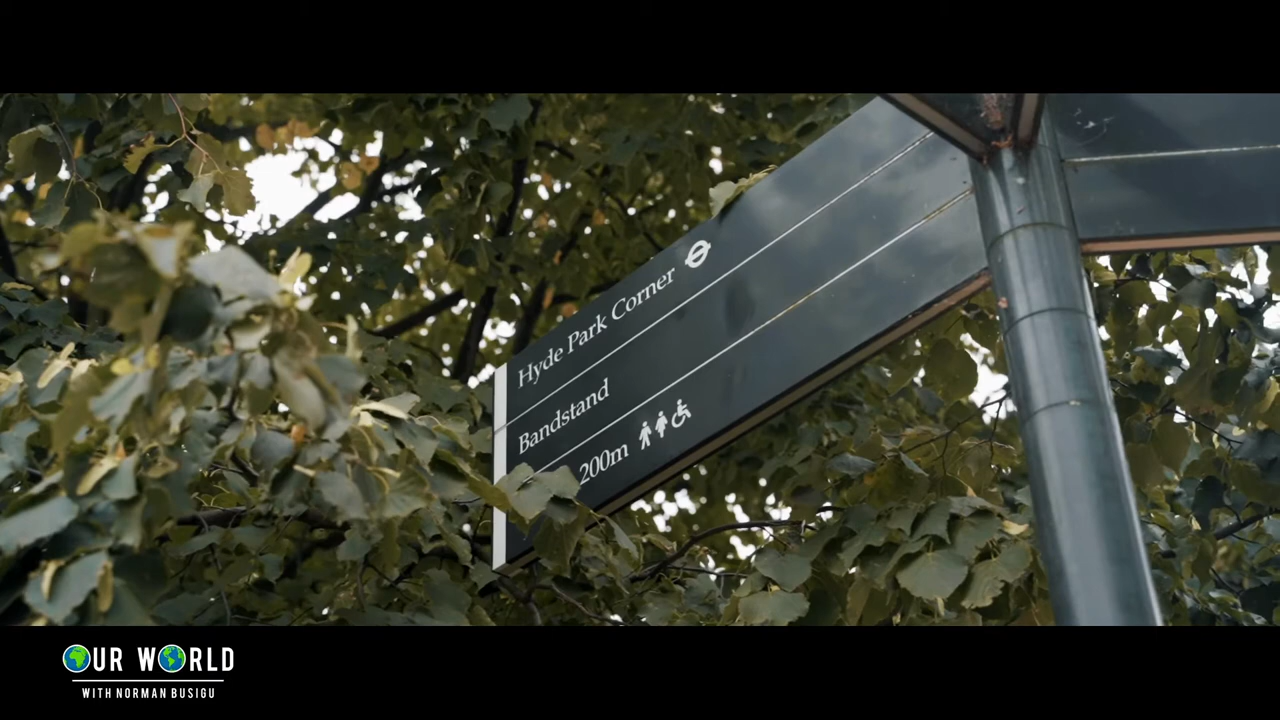 Hyde Park Corner
Bandstand
200m
OUR WORLD
WITH NORMAN BUSIGU